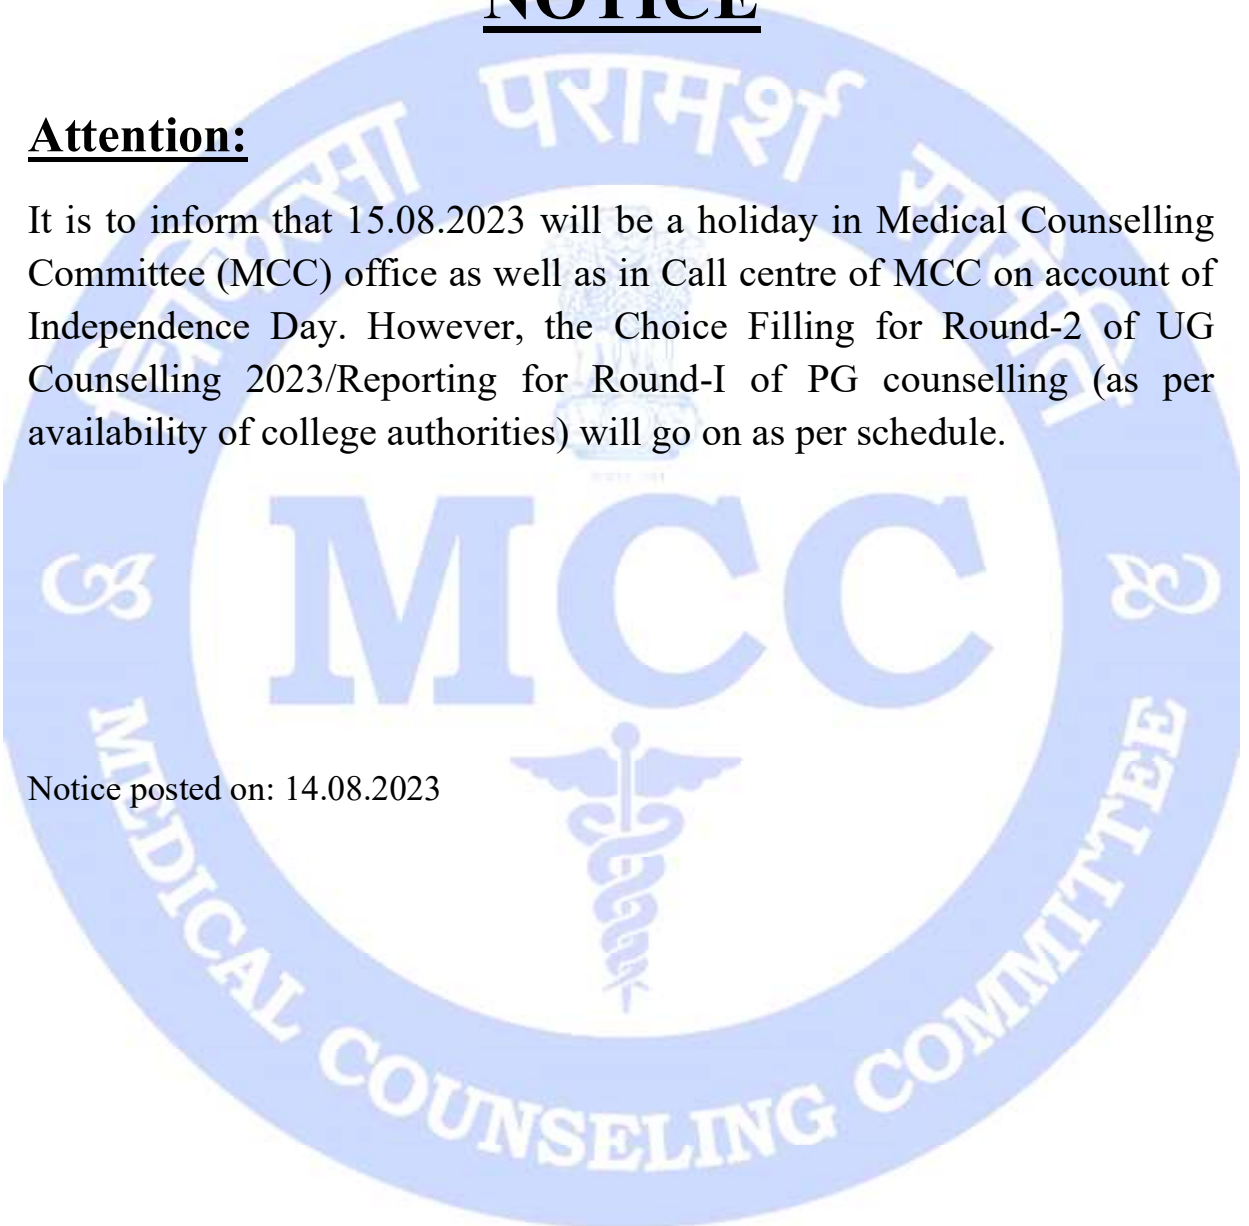 NOTICE
Attention:
It is to inform that 15.08.2023 will be a holiday in Medical Counselling
Committee (MCC) office as well as in Call centre of MCC on account of
Independence Day. However, the Choice Filling for Round-2 of UG
Counselling 2023/Reporting for Round-I of PG counselling (as per
availability of college authorities) will go on as per schedule.
Notice posted on: 14.08.2023
चिकित्सा परामर्श समिति
MCC
MEDICAL COUNSELING COMMITTEE